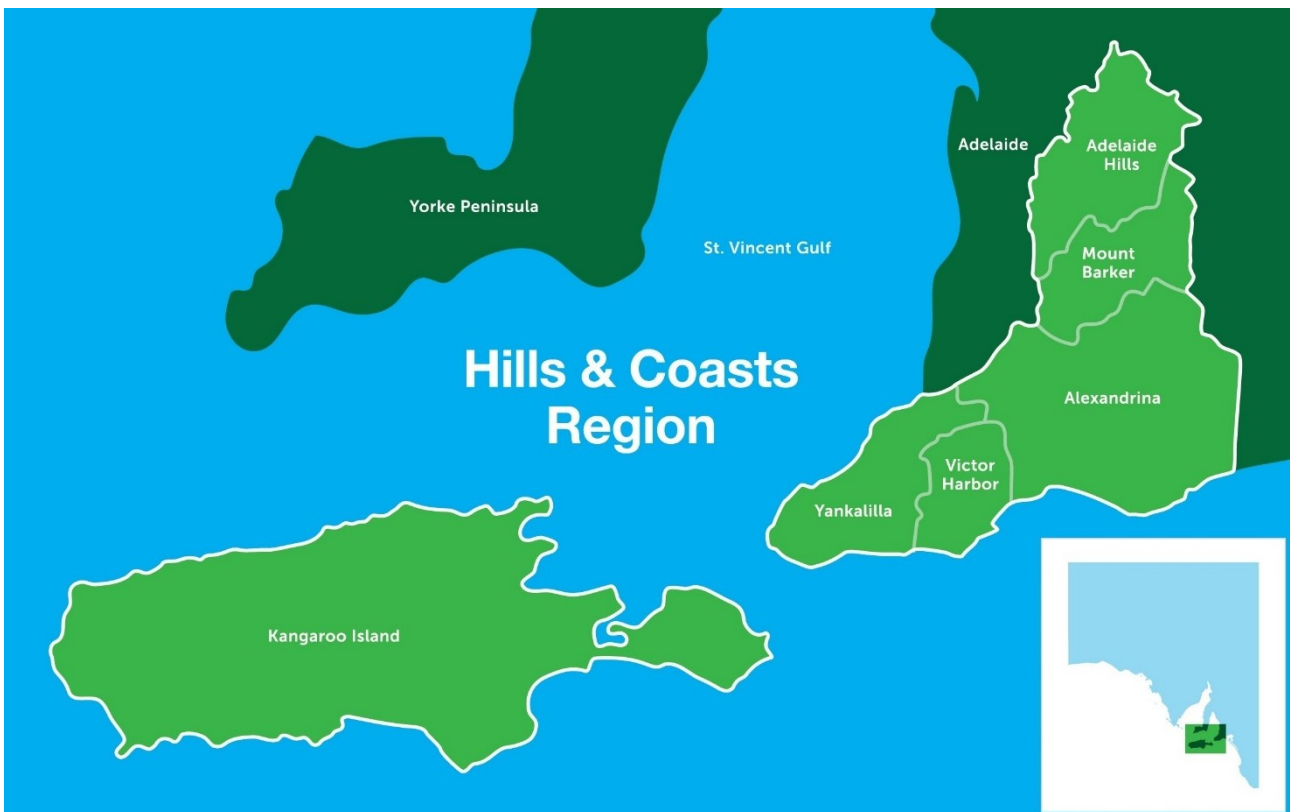 Adelaide
Adelaide
Hills
Yorke Peninsula
St. Vincent Gulf
Mount
Barker
Hills & Coasts
Region
Alexandrina
Victor
Harbor
Yankalilla
Kangaroo Island